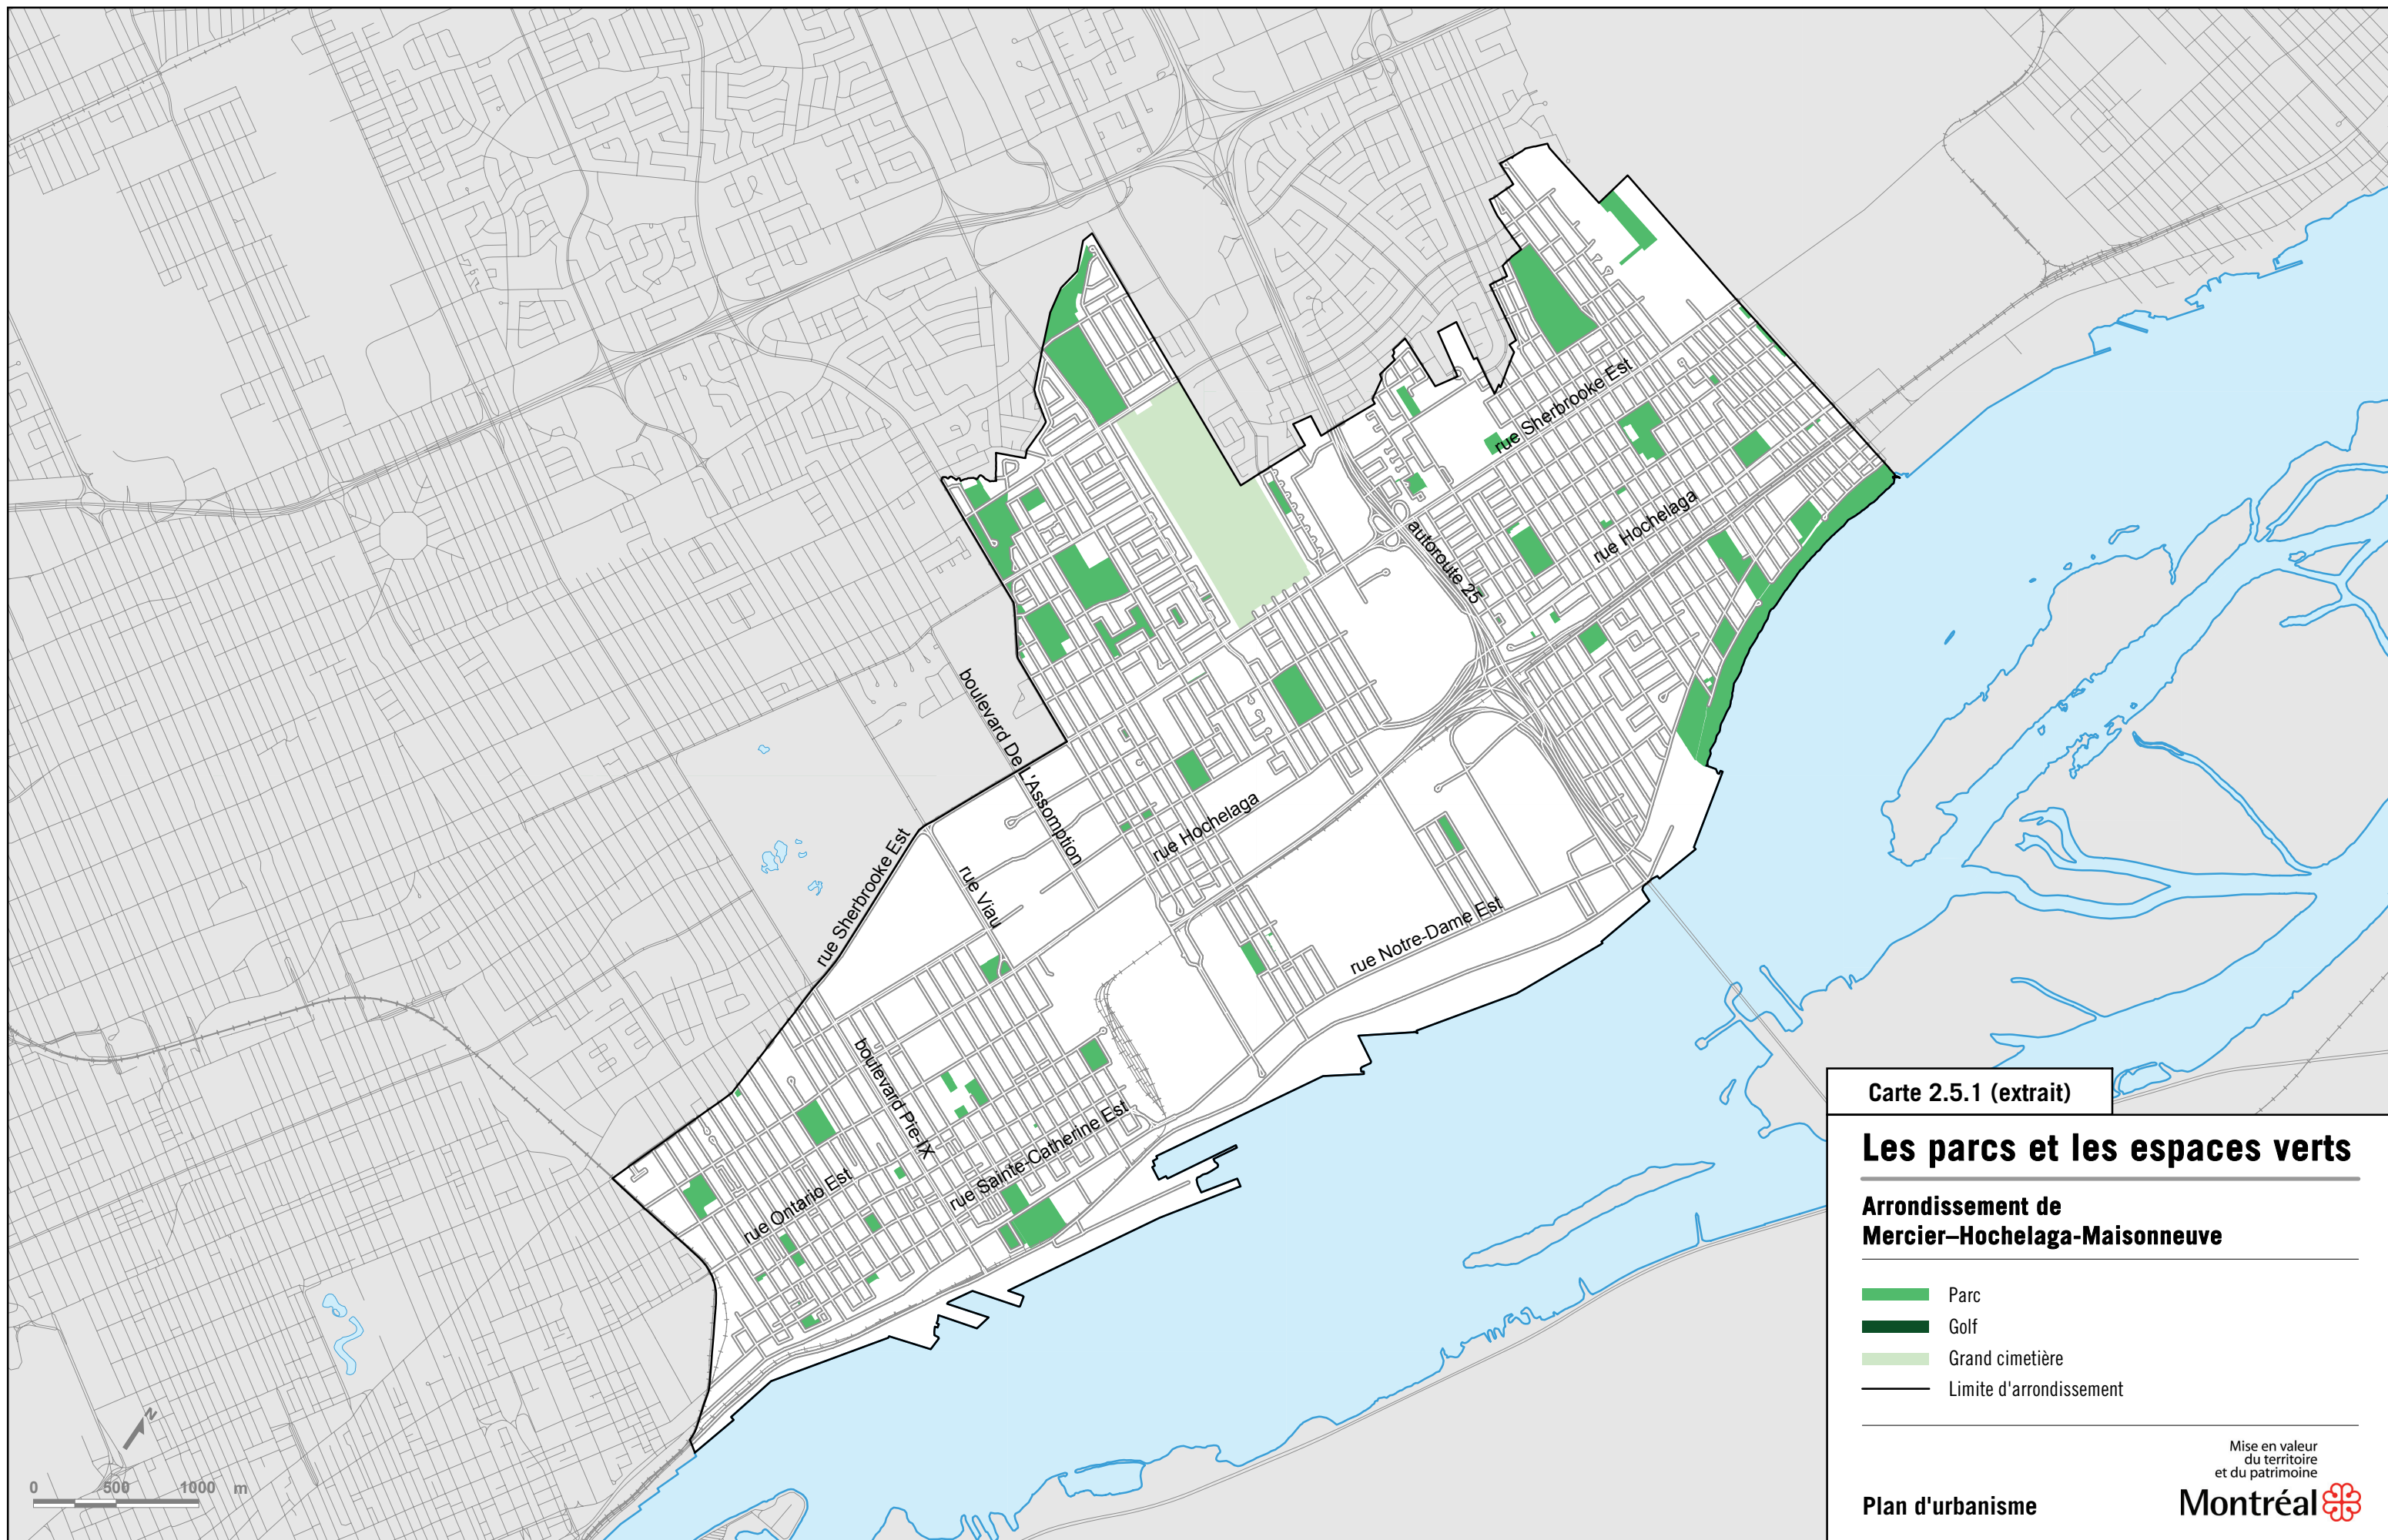 rue Sherbrooke Est
rue Hochelaga
autoroute 25
boulevard De L'Assomption
rue Hochelaga
rue Sherbrooke Est
rue Viau
rue Notre-Dame Est
boulevard Pie-IX
rue Sainte-Catherine Est
rue Ontario Est
N
0 500 1000 m
Carte 2.5.1 (extrait)
Les parcs et les espaces verts
Arrondissement de
Mercier–Hochelaga-Maisonneuve
Parc
Golf
Grand cimetière
Limite d'arrondissement
Mise en valeur
du territoire
et du patrimoine
Plan d'urbanisme
Montréal